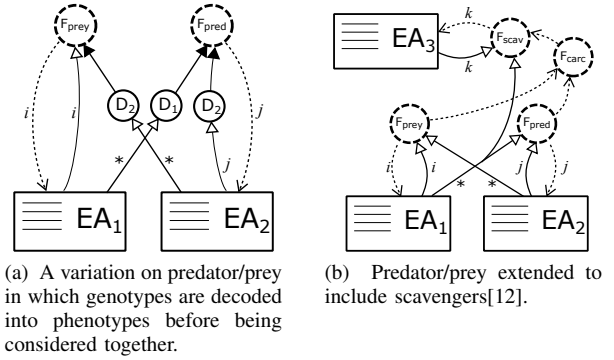 F_prey
F_pred
D_2
D_1
D_2
i
i
j
j
*
*
EA_1
EA_2
(a) A variation on predator/prey
in which genotypes are decoded
into phenotypes before being
considered together.
EA_3
k
k
F_scav
F_carc
F_prey
F_pred
i
i
j
j
*
*
EA_1
EA_2
(b) Predator/prey extended to
include scavengers[12].